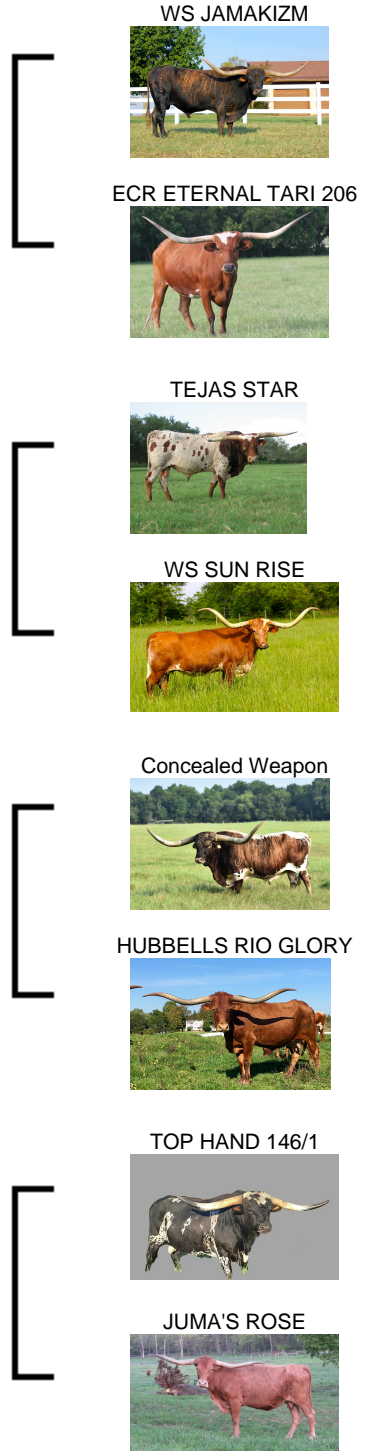 WS JAMAKIZM
ECR ETERNAL TARI 206
TEJAS STAR
WS SUN RISE
Concealed Weapon
HUBBELLS RIO GLORY
TOP HAND 146/1
JUMA'S ROSE